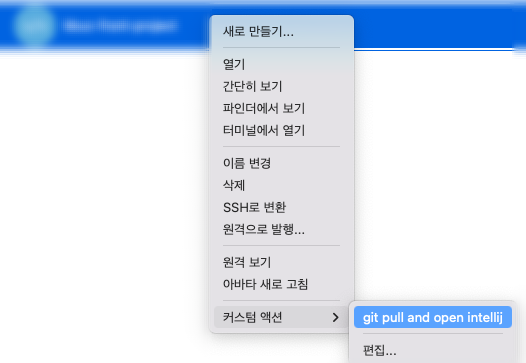 새로 만들기...
열기
간단히 보기
파인더에서 보기
터미널에서 열기
이름 변경
삭제
SSH로 변환
원격으로 발행...
원격 보기
아바타 새로 고침
커스텀 액션
git pull and open intellij
편집...